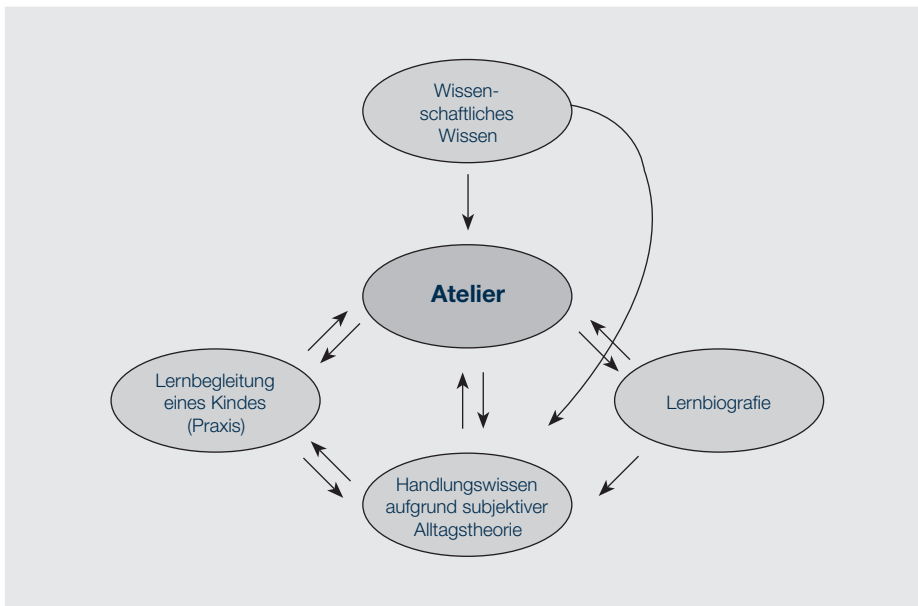 Wissen-
schaftliches
Wissen
Atelier
Lernbegleitung
eines Kindes
(Praxis)
Lernbiografie
Handlungswissen
aufgrund subjektiver
Alltagstheorie